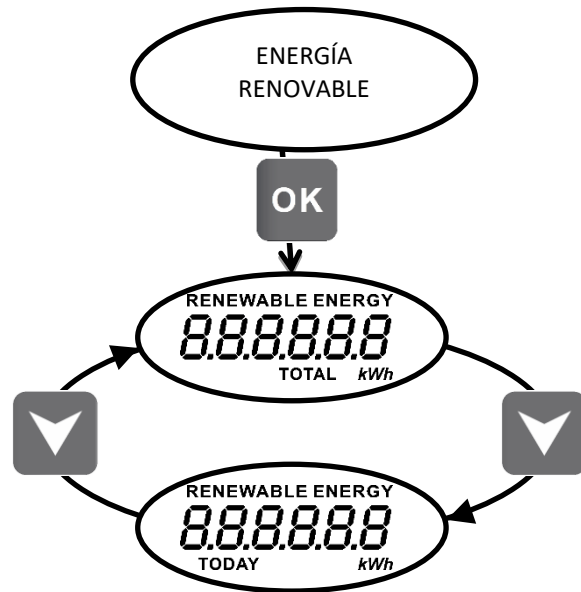 ENERGÍA
RENOVABLE
OK
RENEWABLE ENERGY
8.8.8.8.8.8
TOTAL kWh
RENEWABLE ENERGY
8.8.8.8.8.8
TODAY kWh